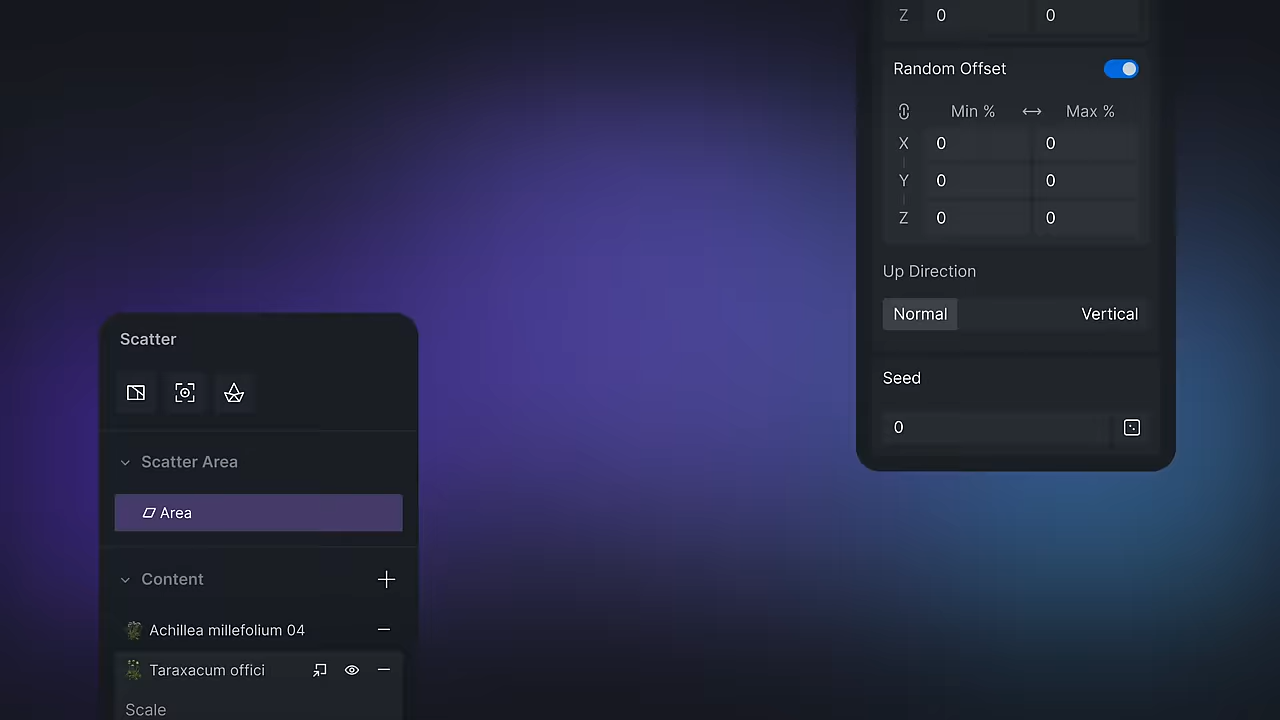 Z 0 0
Random Offset
Min % Max %
X 0 0
Y 0 0
Z 0 0
Up Direction
Normal Vertical
Seed
0
Scatter
Scatter Area
Area
Content
Achillea millefolium 04
Taraxacum offici
Scale